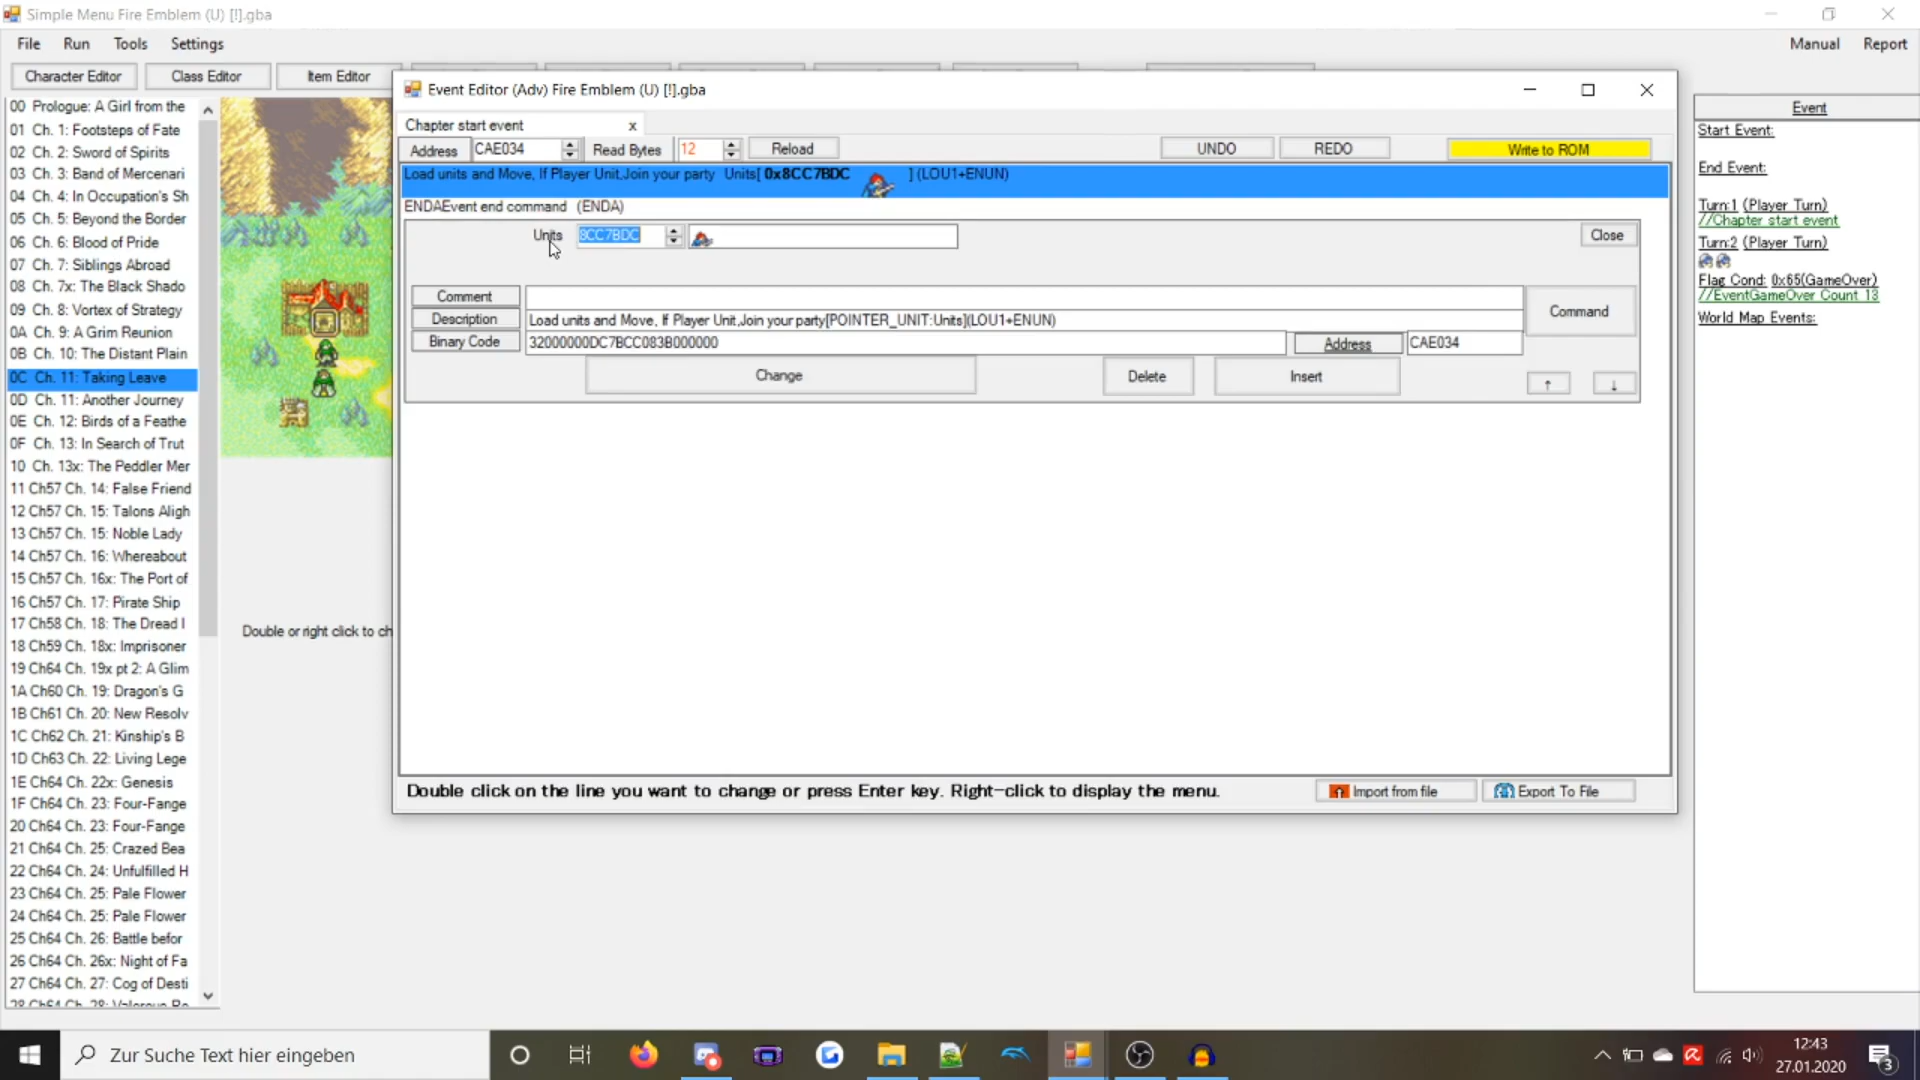 Simple Menu Fire Emblem (U) [!].gba
File Run Tools Settings Manual Report
Character Editor Class Editor Item Editor
00 Prologue: A Girl from the
01 Ch. 1: Footsteps of Fate
02 Ch. 2: Sword of Spirits
03 Ch. 3: Band of Mercenari
04 Ch. 4: In Occupation's Sh
05 Ch. 5: Beyond the Border
06 Ch. 6: Blood of Pride
07 Ch. 7: Siblings Abroad
08 Ch. 7x: The Black Shado
09 Ch. 8: Vortex of Strategy
0A Ch. 9: A Grim Reunion
0B Ch. 10: The Distant Plain
0C Ch. 11: Taking Leave
0D Ch. 11: Another Journey
0E Ch. 12: Birds of a Feathe
0F Ch. 13: In Search of Trut
10 Ch. 13x: The Peddler Mer
11 Ch57 Ch. 14: False Friend
12 Ch57 Ch. 15: Talons Aligh
13 Ch57 Ch. 15: Noble Lady
14 Ch57 Ch. 16: Whereabout
15 Ch57 Ch. 16x: The Port of
16 Ch57 Ch. 17: Pirate Ship
17 Ch58 Ch. 18: The Dread I
18 Ch59 Ch. 18x: Imprisoner
19 Ch64 Ch. 19x pt 2: A Glim
1A Ch60 Ch. 19: Dragon's G
1B Ch61 Ch. 20: New Resolv
1C Ch62 Ch. 21: Kinship's B
1D Ch63 Ch. 22: Living Lege
1E Ch64 Ch. 22x: Genesis
1F Ch64 Ch. 23: Four-Fange
20 Ch64 Ch. 23: Four-Fange
21 Ch64 Ch. 25: Crazed Bea
22 Ch64 Ch. 24: Unfulfilled H
23 Ch64 Ch. 25: Pale Flower
24 Ch64 Ch. 25: Pale Flower
25 Ch64 Ch. 26: Battle befor
26 Ch64 Ch. 26x: Night of Fa
27 Ch64 Ch. 27: Cog of Desti
Double or right click to ch
Event Editor (Adv) Fire Emblem (U) [!].gba
Chapter start event x
Address CAE034 Read Bytes 12 Reload UNDO REDO Write to ROM
Load units and Move, If Player Unit,Join your party Units[ 0x8CC7BDC ](LOU1+ENUN)
ENDAEvent end command (ENDA)
Units 8CC7BDC Close
Comment
Description Load units and Move, If Player Unit,Join your party[POINTER_UNIT:Units](LOU1+ENUN)
Command
Binary Code 32000000DC7BCC083B000000 Address CAE034
Change Delete Insert ↑ ↓
Double click on the line you want to change or press Enter key. Right-click to display the menu.
Import from file Export To File
Event
Start Event:
End Event:
Turn:1 (Player Turn)
//Chapter start event
Turn:2 (Player Turn)
Flag Cond: 0x65(GameOver)
//EventGameOver Count 13
World Map Events:
Zur Suche Text hier eingeben
12:43
27.01.2020
3